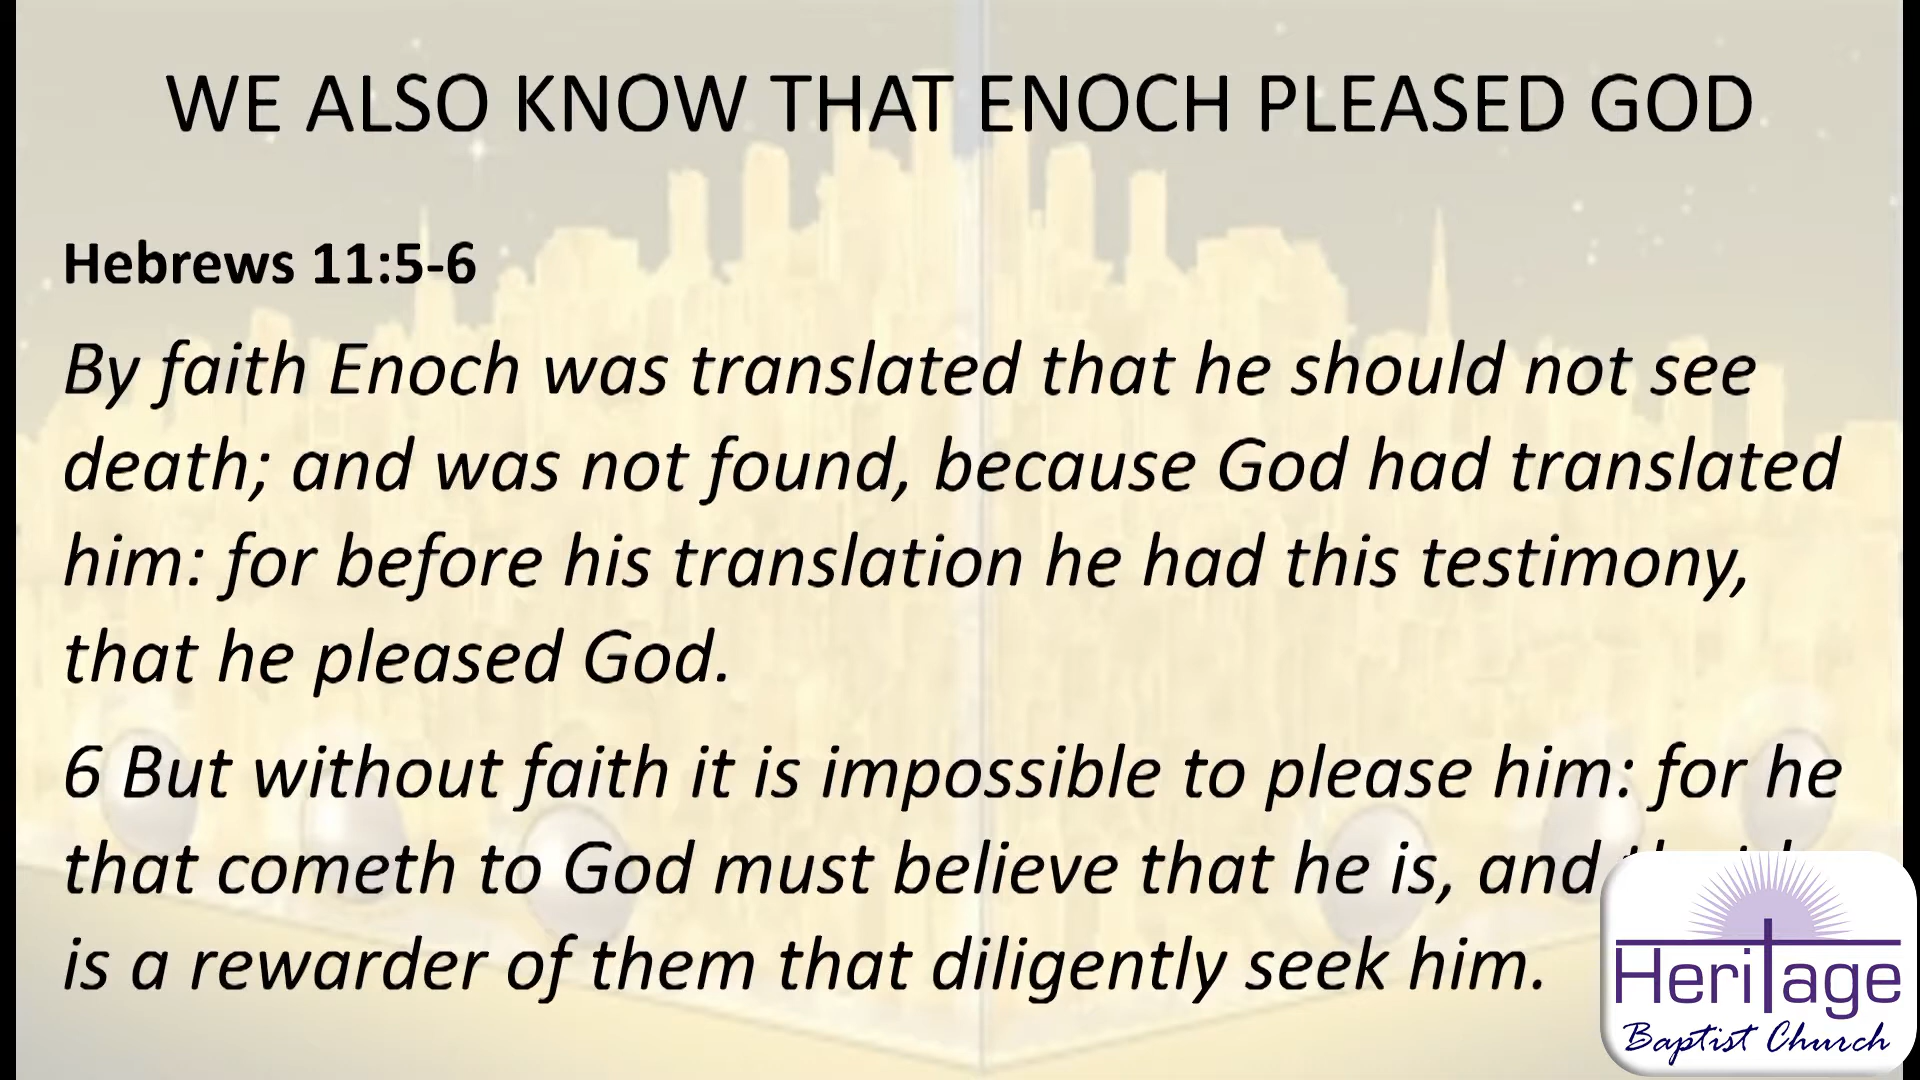 WE ALSO KNOW THAT ENOCH PLEASED GOD
Hebrews 11:5-6
By faith Enoch was translated that he should not see
death; and was not found, because God had translated
him: for before his translation he had this testimony,
that he pleased God.
6 But without faith it is impossible to please him: for he
that cometh to God must believe that he is, and
is a rewarder of them that diligently seek him.
Heritage
Baptist Church